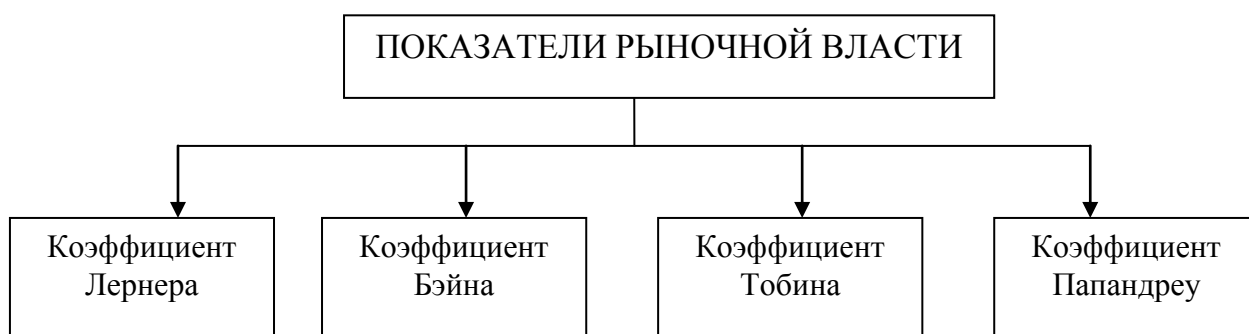 ПОКАЗАТЕЛИ РЫНОЧНОЙ ВЛАСТИ
Коэффициент
Лернера
Коэффициент
Бэйна
Коэффициент
Тобина
Коэффициент
Папандреу